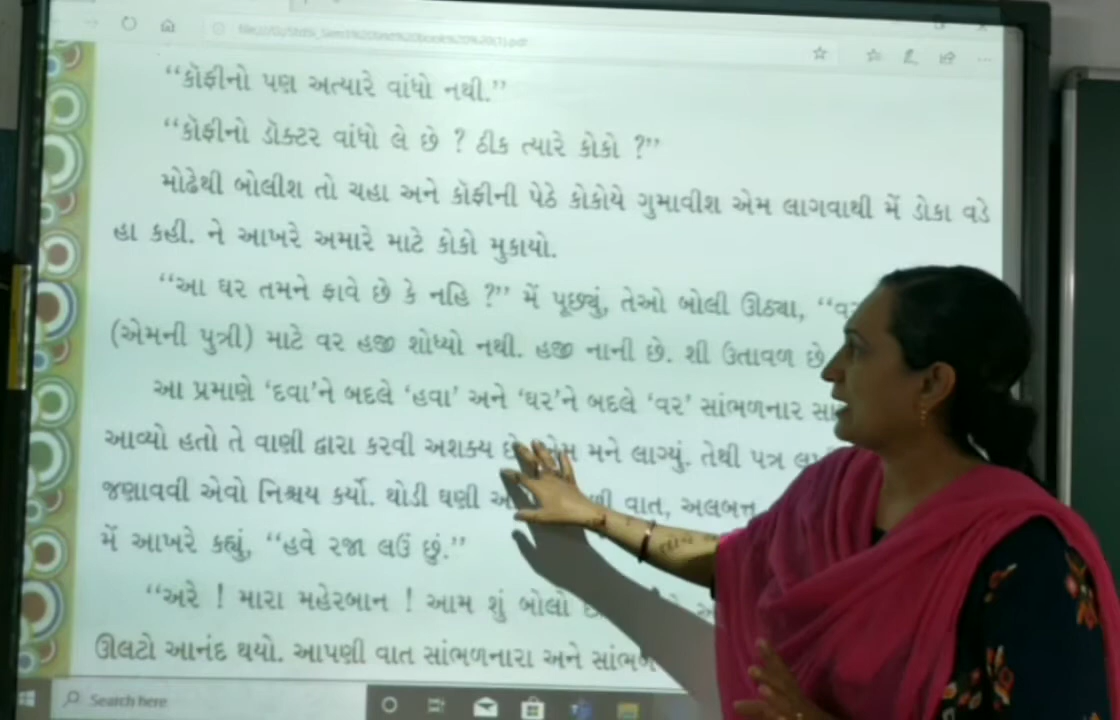 “કૉફીનો પણ અત્યારે વાંધો નથી.”
“કૉફીનો ડૉક્ટર વાંધો લે છે ? ઠીક ત્યારે કોકો ?”
મોઢેથી બોલીશ તો ચહા અને કૉફીની પેઠે કોકોયે ગુમાવીશ એમ લાગવાથી મેં ડોકા વડે
હા કહી. ને આખરે અમારે માટે કોકો મુકાયો.
“આ ઘર તમને ફાવે છે કે નહિ ?” મેં પૂછ્યું, તેઓ બોલી ઊઠ્યા,
(એમની પુત્રી) માટે વર હજી શોધ્યો નથી. હજી નાની છે. શી ઉતાવળ છે
આ પ્રમાણે ‘દવા’ને બદલે ‘હવા’ અને ‘ઘર’ને બદલે ‘વર’ સાંભળનાર
આવ્યો હતો તે વાણી દ્વારા કરવી અશક્ય છે એમ મને લાગ્યું. તેથી પત્ર
જણાવવી એવો નિશ્ચય કર્યો. થોડી ઘણી વાત, અલબત્ત
મેં આખરે કહ્યું, “હવે રજા લઉં છું.”
“અરે ! મારા મહેરબાન ! આમ શું બોલો
ઊલટો આનંદ થયો. આપણી વાત સાંભળનારા અને
Search here